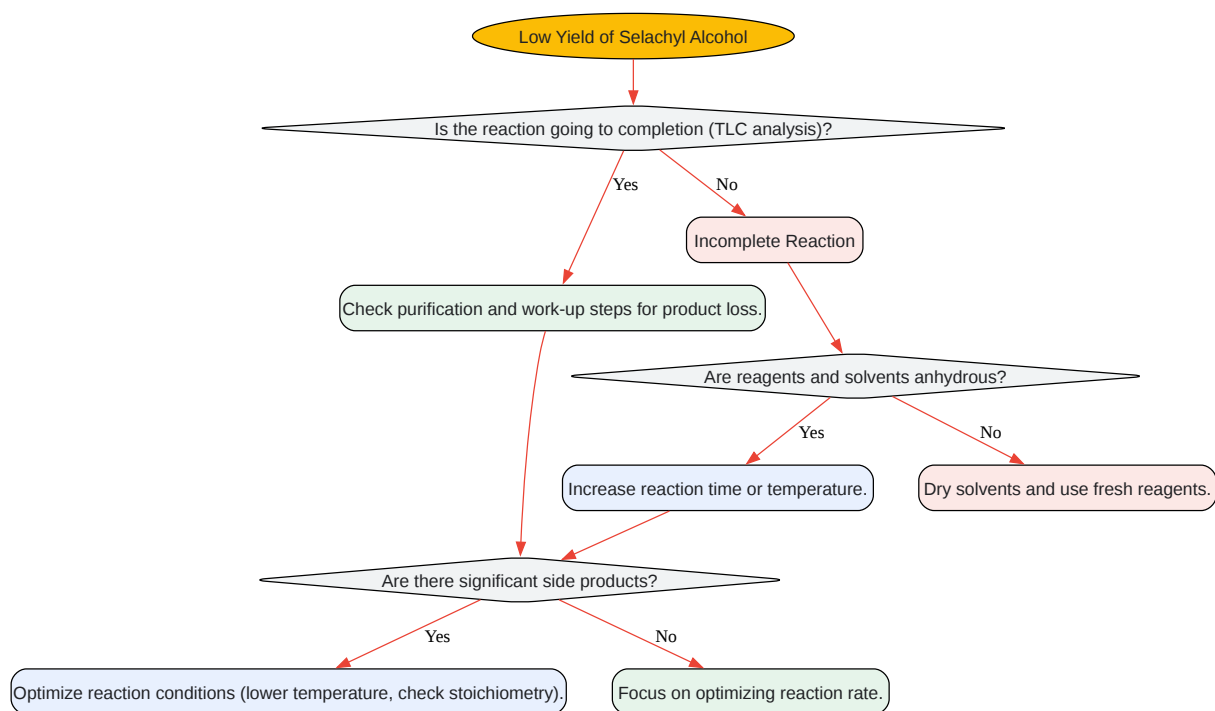 Low Yield of Selachyl Alcohol
Is the reaction going to completion (TLC analysis)?
Yes
No
Incomplete Reaction
Check purification and work-up steps for product loss.
Are reagents and solvents anhydrous?
Yes
No
Increase reaction time or temperature.
Dry solvents and use fresh reagents.
Are there significant side products?
Yes
No
Optimize reaction conditions (lower temperature, check stoichiometry).
Focus on optimizing reaction rate.